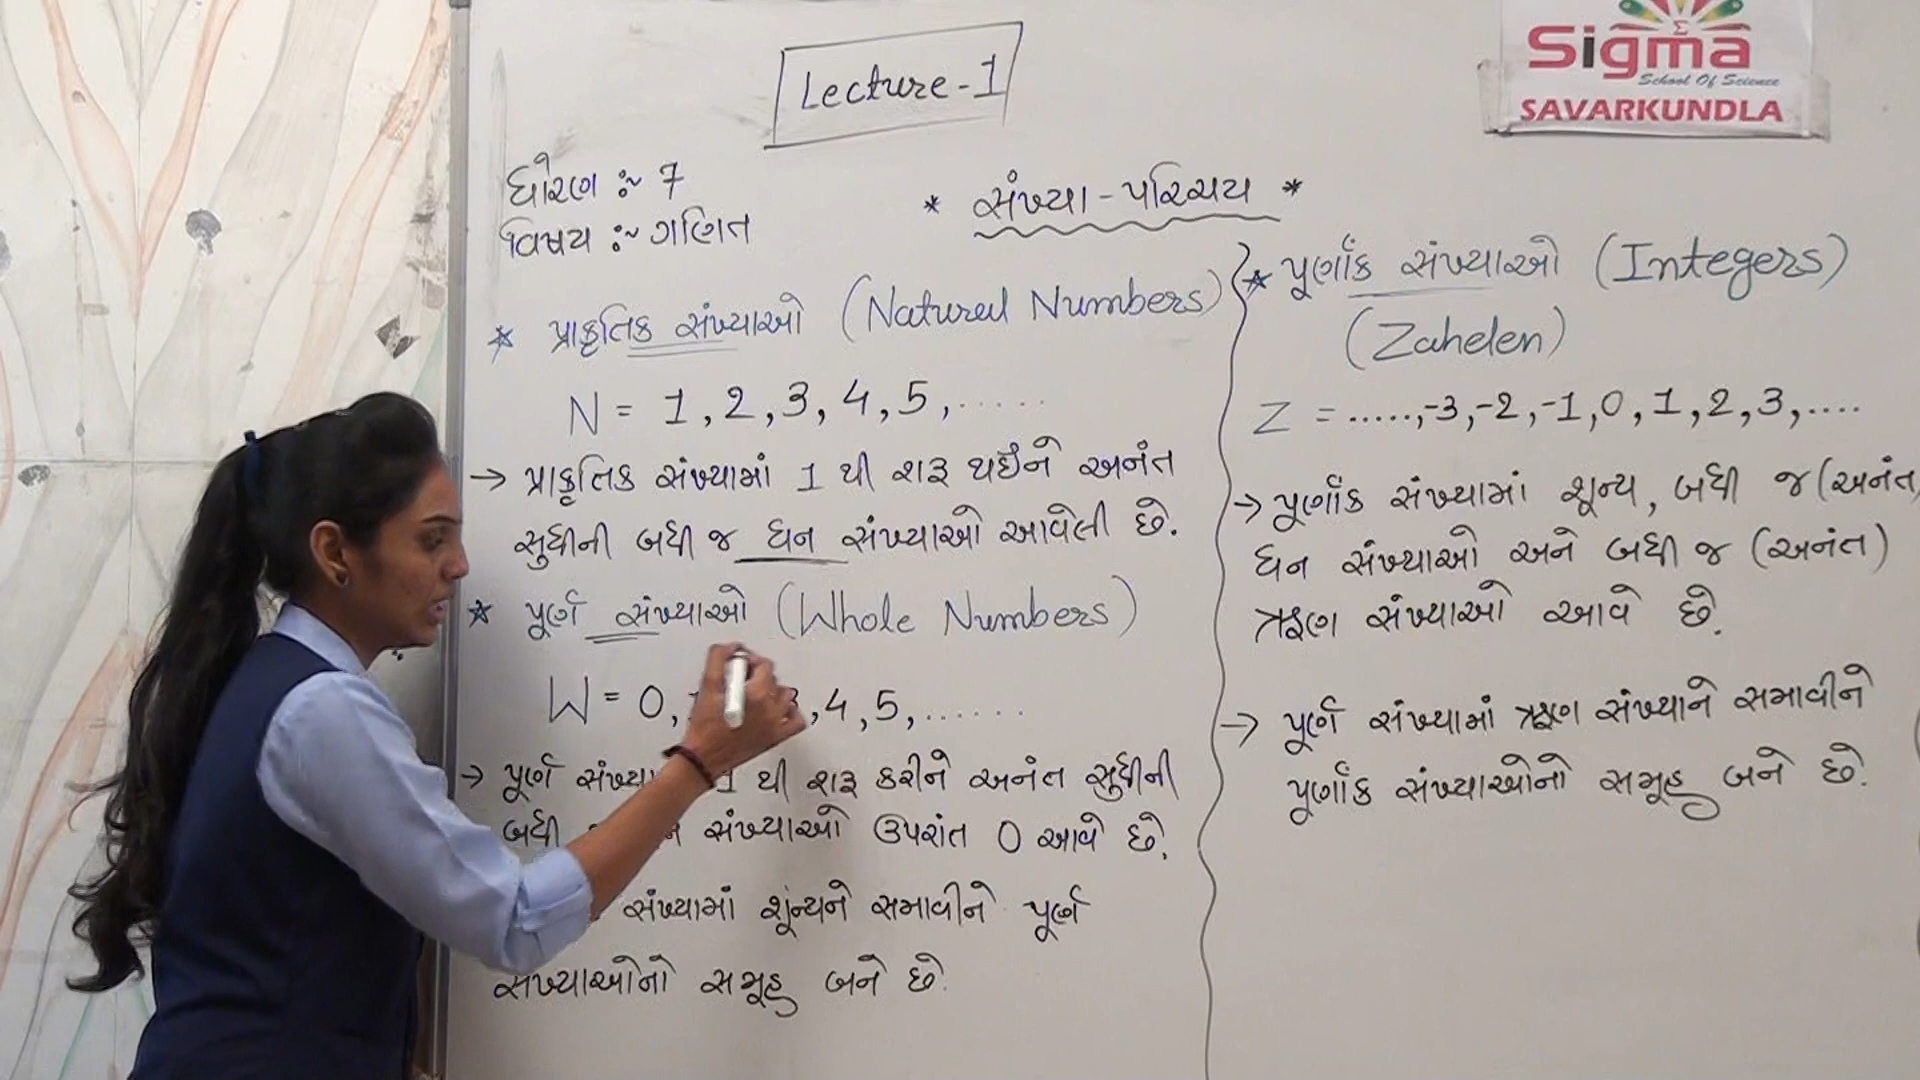 Lecture-1
Sigma
School Of Science
SAVARKUNDLA
ધોરણ :~ 7
વિષય :~ ગણિત
* સંખ્યા - પરિચય *
* પ્રાકૃતિક સંખ્યાઓ (Natural Numbers)
N = 1, 2, 3, 4, 5, ......
→ પ્રાકૃતિક સંખ્યામાં 1 થી શરૂ થઈને અનંત
સુધીની બધી જ ધન સંખ્યાઓ આવેલી છે.
* પૂર્ણ સંખ્યાઓ (Whole Numbers)
W = 0, 3, 4, 5, ......
→ પૂર્ણ 1 થી શરૂ કરીને અનંત સુધીની
બધી સંખ્યાઓ ઉપરાંત 0 આવે છે.
સંખ્યામાં શૂન્યને સમાવીને પૂર્ણ
સંખ્યાઓનો સમૂહ બને છે.
* પૂર્ણાંક સંખ્યાઓ (Integers)
(Zahelen)
Z = ....., -3, -2, -1, 0, 1, 2, 3, ....
→ પૂર્ણાંક સંખ્યામાં શૂન્ય, બધી જ (અનંત)
ધન સંખ્યાઓ અને બધી જ (અનંત)
ઋણ સંખ્યાઓ આવે છે.
→ પૂર્ણ સંખ્યામાં ઋણ સંખ્યાને સમાવીને
પૂર્ણાંક સંખ્યાઓનો સમૂહ બને છે.